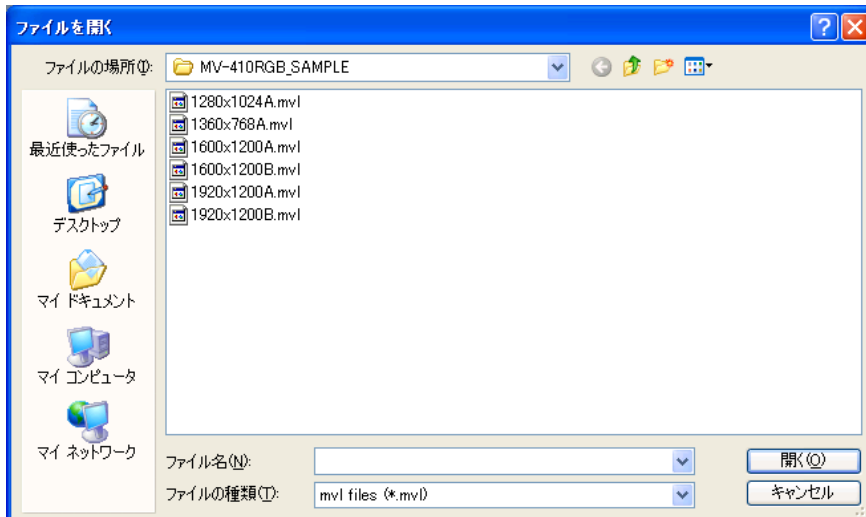 ファイルを開く
ファイルの場所(I):
MV-410RGB_SAMPLE
最近使ったファイル
デスクトップ
マイ ドキュメント
マイ コンピュータ
マイ ネットワーク
1280x1024A.mvl
1360x768A.mvl
1600x1200A.mvl
1600x1200B.mvl
1920x1200A.mvl
1920x1200B.mvl
ファイル名(N):
開く(O)
ファイルの種類(T):
mvl files (*.mvl)
キャンセル